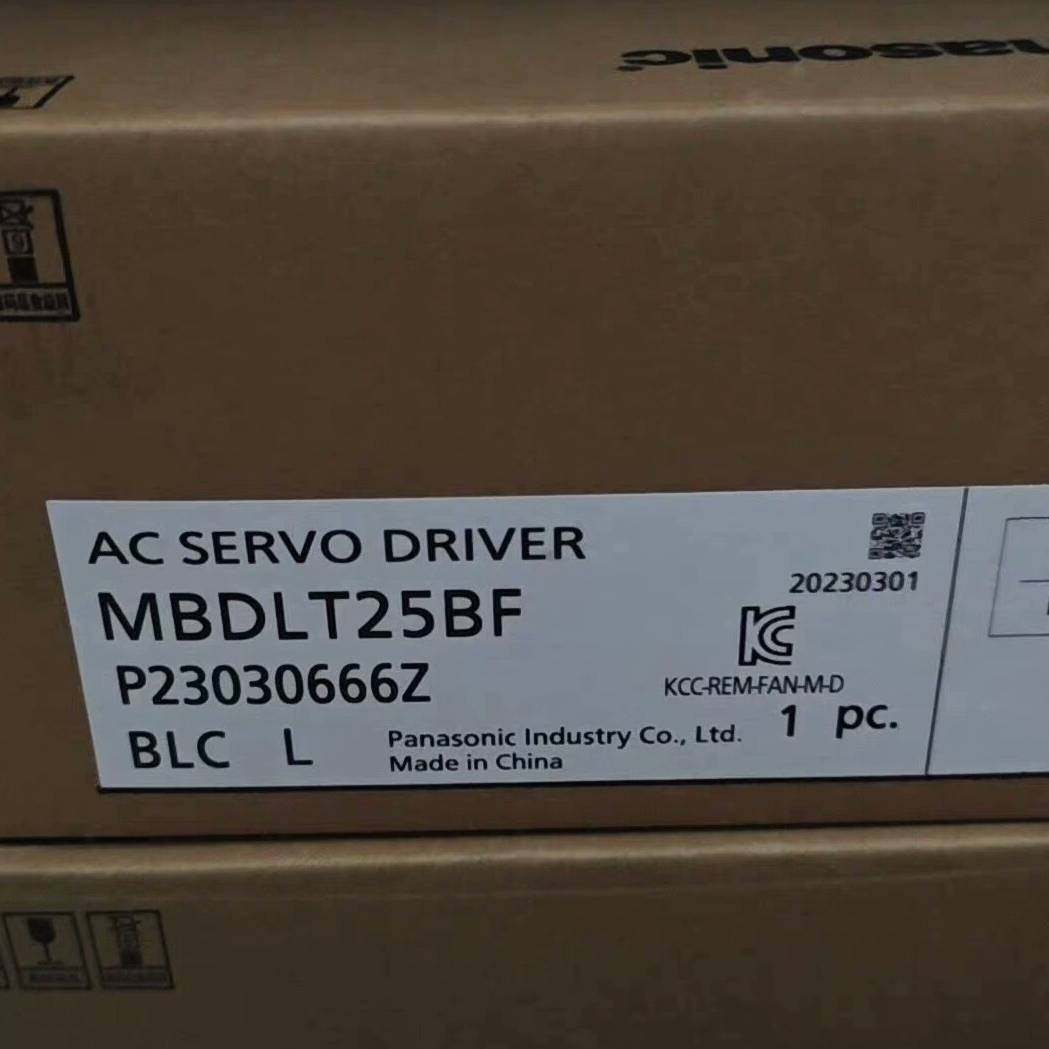 Panasonic
AC SERVO DRIVER
20230301
MBDLT25BF
P23030666Z
KCC-REM-FAN-M-D
BLC L
Panasonic Industry Co., Ltd.
1 pc.
Made in China